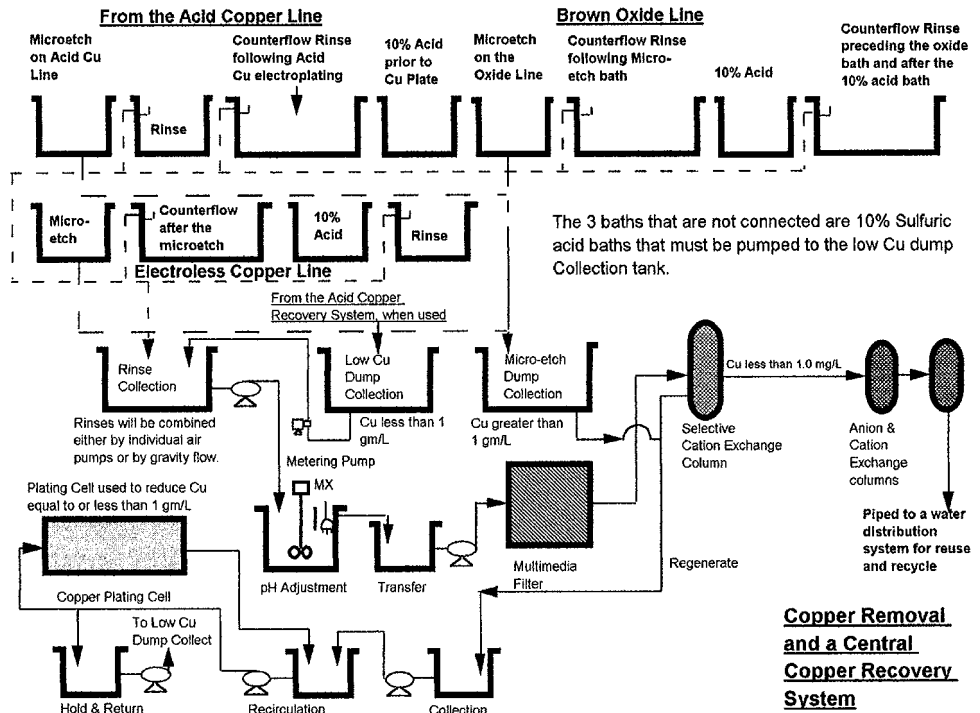 From the Acid Copper Line
Brown Oxide Line
Microetch
on Acid Cu
Line
Counterflow Rinse
following Acid
Cu electroplating
10% Acid
prior to
Cu Plate
Microetch
on the
Oxide Line
Counterflow Rinse
following Micro-
etch bath
10% Acid
Counterflow Rinse
preceding the oxide
bath and after the
10% acid bath
Rinse
Micro-
etch
Counterflow
after the
microetch
10%
Acid
Rinse
Electroless Copper Line
The 3 baths that are not connected are 10% Sulfuric
acid baths that must be pumped to the low Cu dump
Collection tank.
From the Acid Copper
Recovery System, when used
Rinse
Collection
Low Cu
Dump
Collection
Micro-etch
Dump
Collection
Cu less than 1.0 mg/L
Rinses will be combined
either by individual air
pumps or by gravity flow.
Cu less than 1
gm/L
Cu greater than
1 gm/L
Selective
Cation Exchange
Column
Anion &
Cation
Exchange
columns
Metering Pump
MX
Plating Cell used to reduce Cu
equal to or less than 1 gm/L
Piped to a water
distribution
system for reuse
and recycle
pH Adjustment
Transfer
Multimedia
Filter
Regenerate
Copper Plating Cell
To Low Cu
Dump Collect
Hold & Return
Recirculation
Collection
Copper Removal
and a Central
Copper Recovery
System